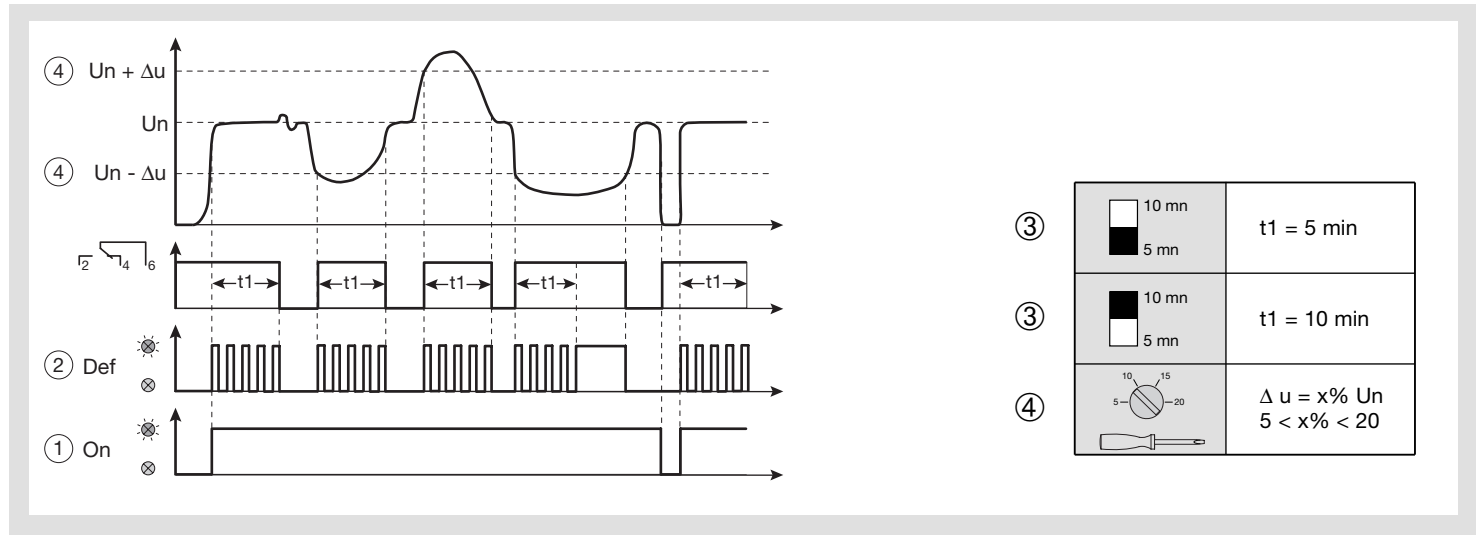 ④ Un + Δu
Un
④ Un - Δu
2 4 6
t1 t1 t1 t1 t1
② Def
① On
③ 10 mn
5 mn
t1 = 5 min
③ 10 mn
5 mn
t1 = 10 min
④ 5 10 15 20
Δ u = x% Un
5 < x% < 20